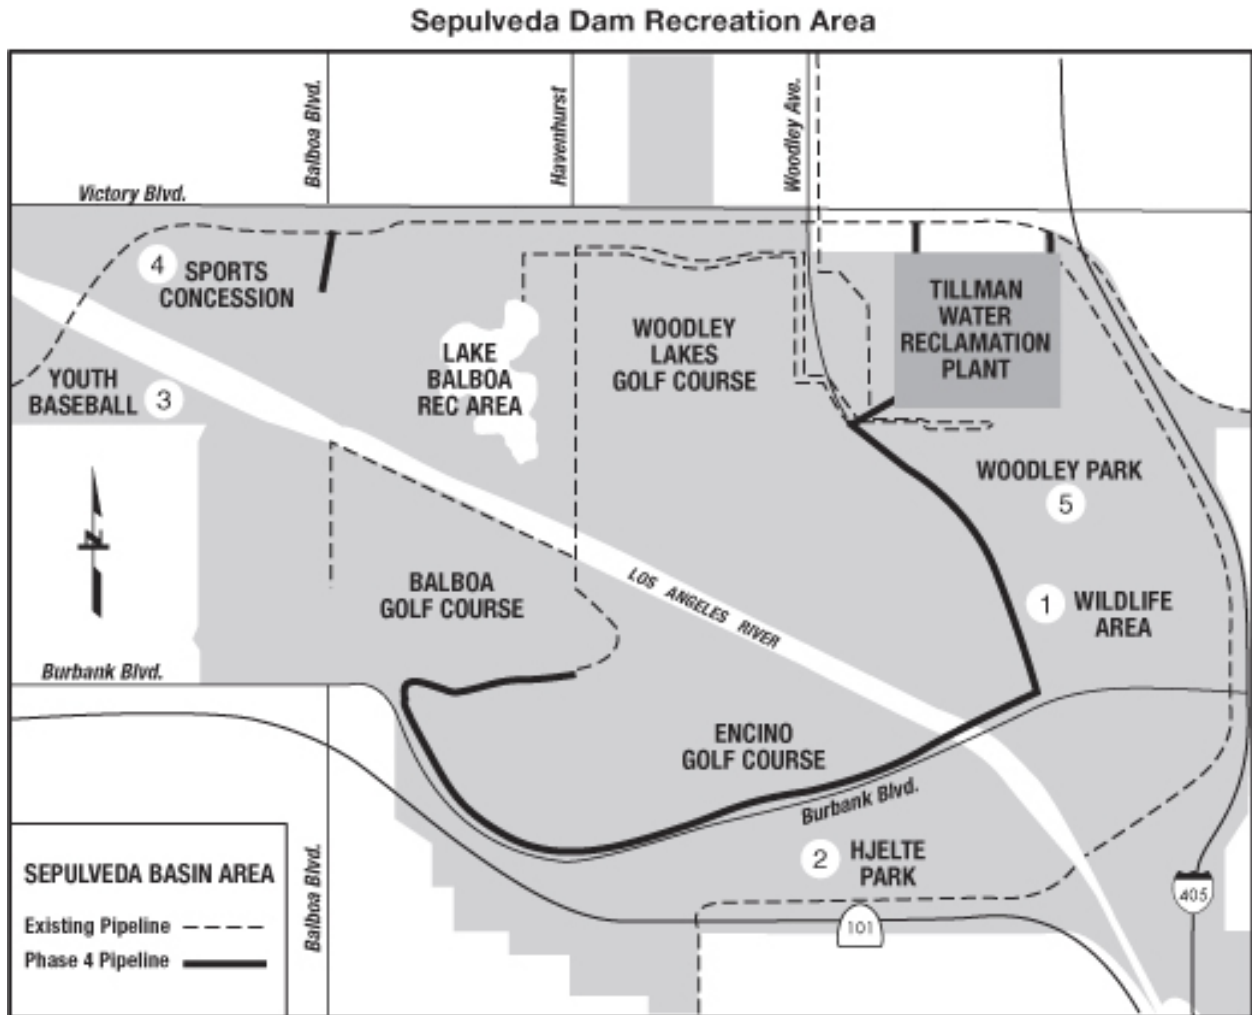 Sepulveda Dam Recreation Area
Balboa Blvd.
Havenhurst
Woodley Ave.
Victory Blvd.
4 SPORTS
CONCESSION
TILLMAN
WATER
RECLAMATION
PLANT
WOODLEY
LAKES
GOLF COURSE
LAKE
BALBOA
REC AREA
YOUTH
BASEBALL 3
WOODLEY PARK
5
N
LOS ANGELES RIVER
BALBOA
GOLF COURSE
1 WILDLIFE
AREA
Burbank Blvd.
ENCINO
GOLF COURSE
Burbank Blvd.
2 HJELTE
PARK
405
101
Balboa Blvd.
SEPULVEDA BASIN AREA
Existing Pipeline
Phase 4 Pipeline